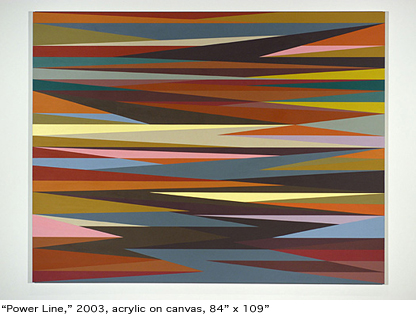 “Power Line,” 2003, acrylic on canvas, 84” x 109”